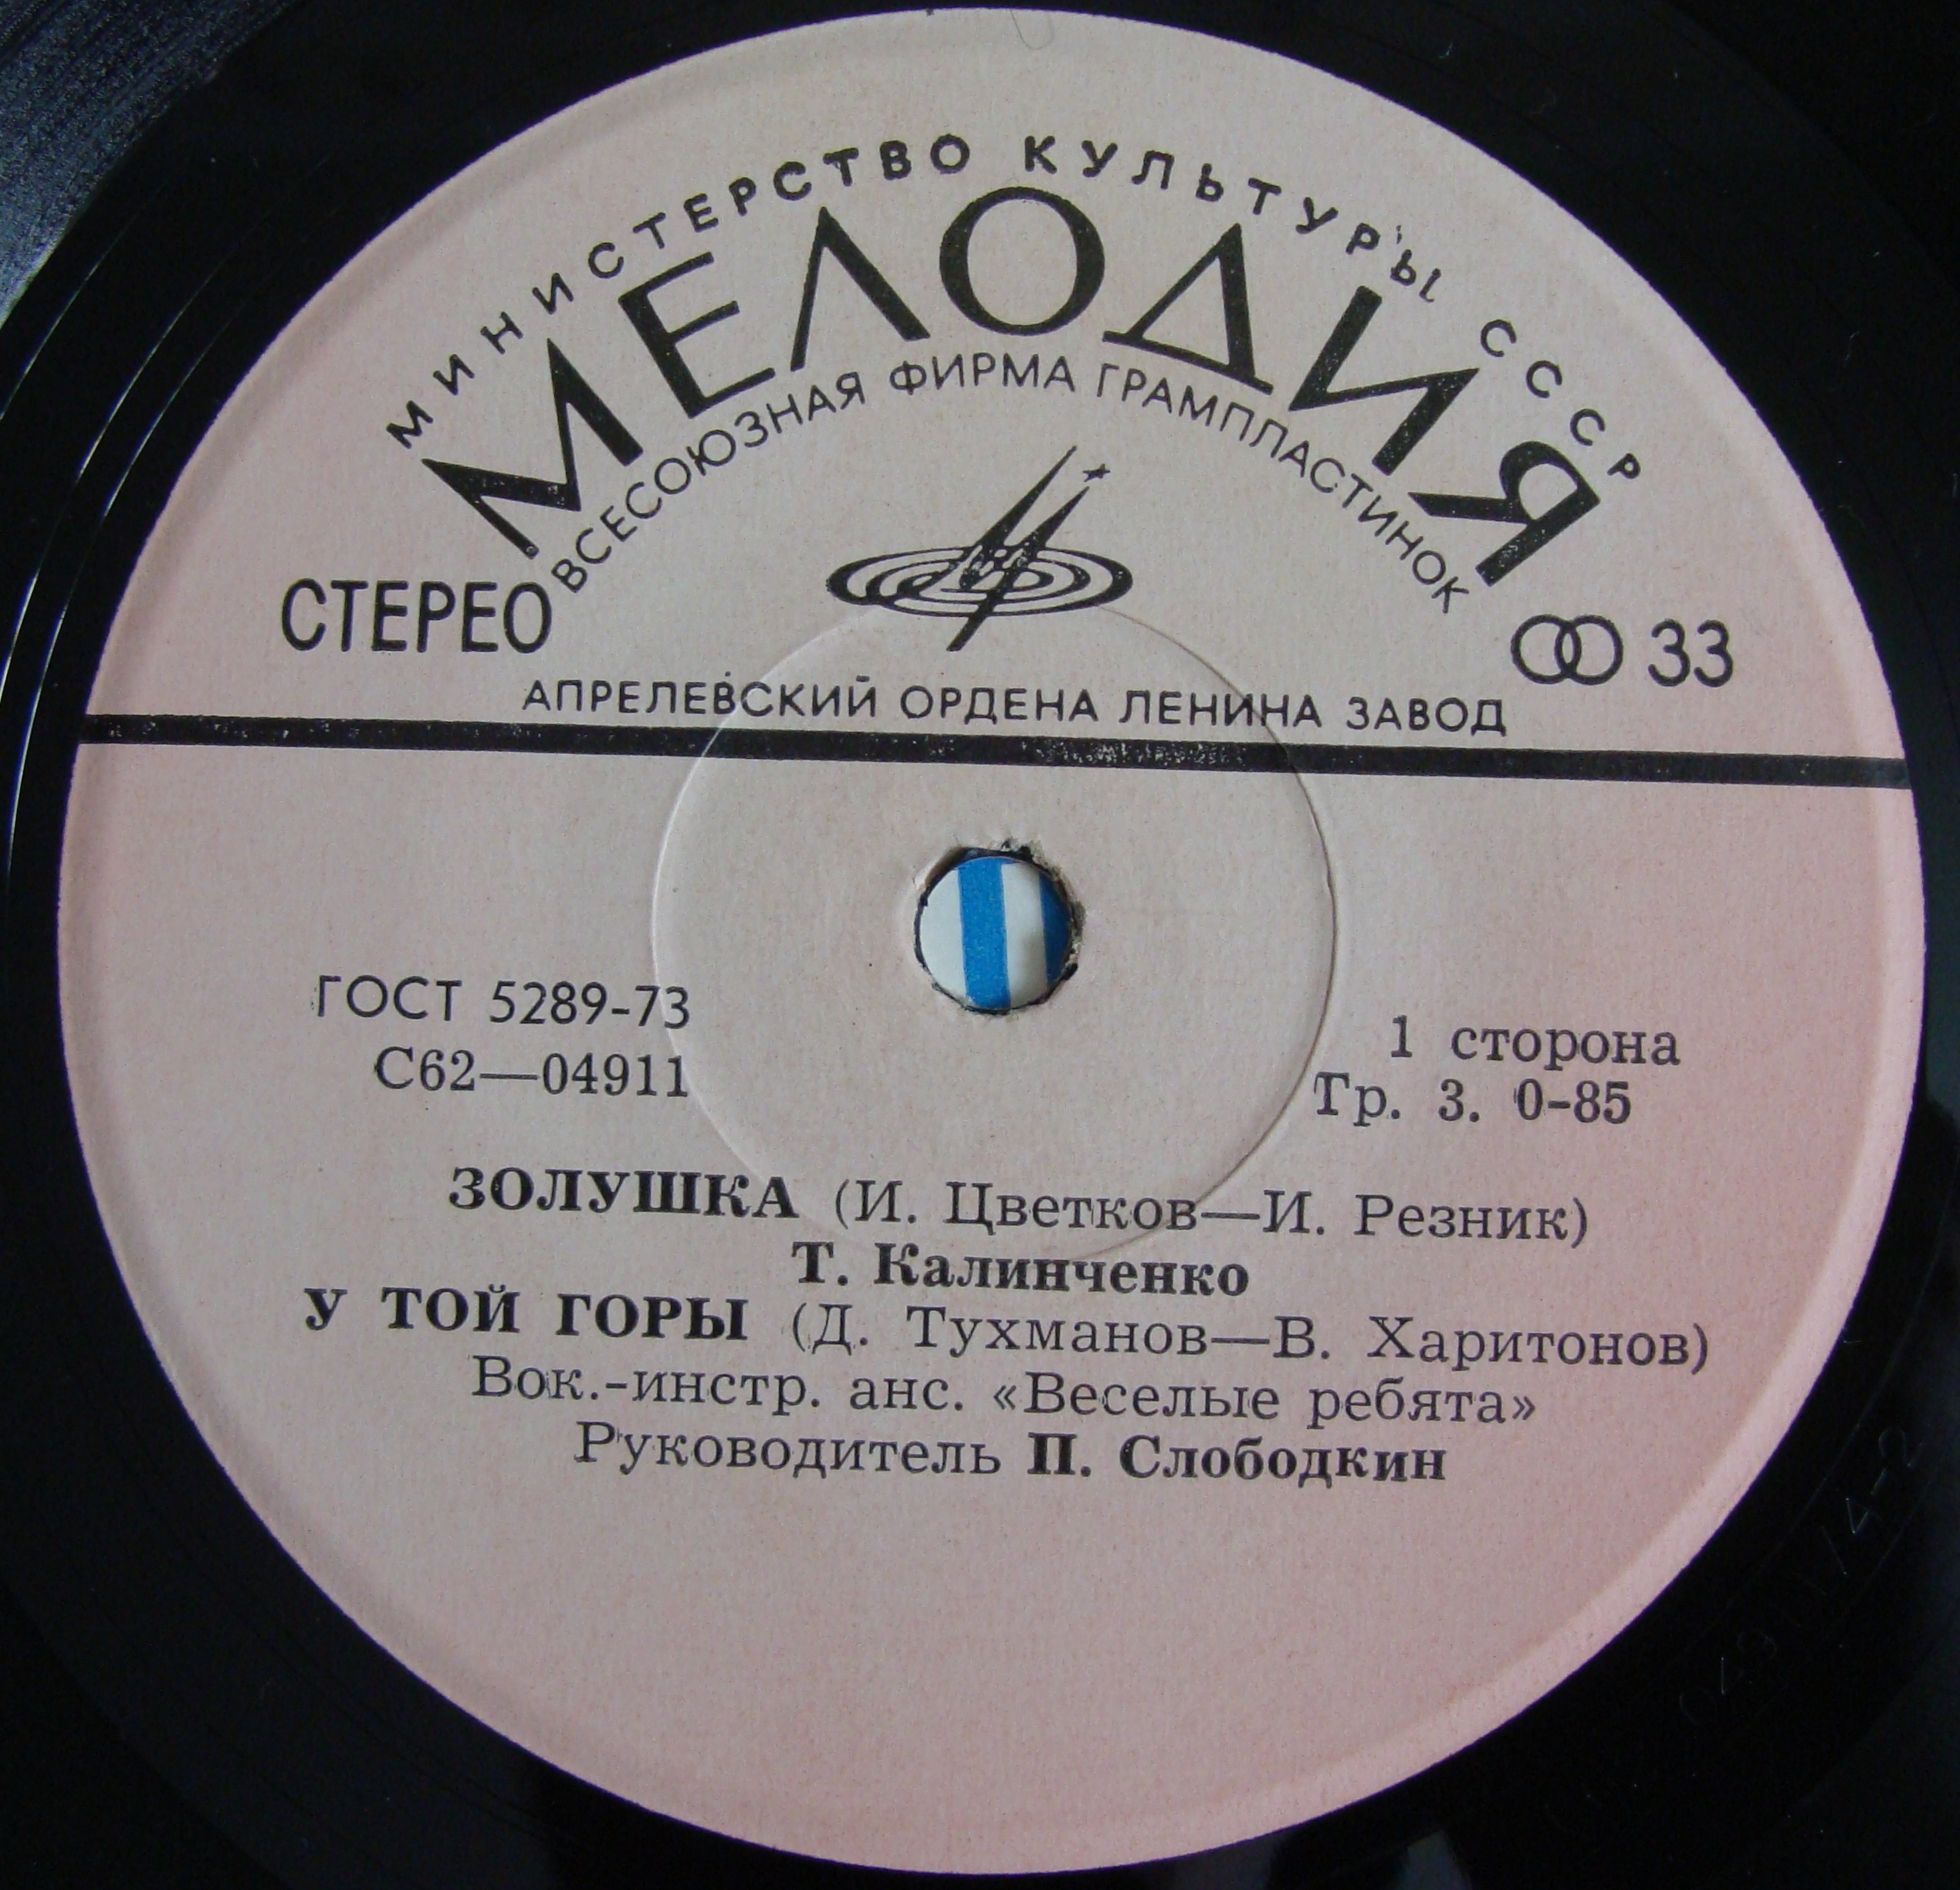 МИНИСТЕРСТВО КУЛЬТУРЫ СССР
МЕЛОДИЯ
ВСЕСОЮЗНАЯ ФИРМА ГРАМПЛАСТИНОК
СТЕРЕО
33
АПРЕЛЕВСКИЙ ОРДЕНА ЛЕНИНА ЗАВОД
ГОСТ 5289-73
С62—04911
1 сторона
Гр. 3. 0-85
ЗОЛУШКА (И. Цветков—И. Резник)
Т. Калинченко
У ТОЙ ГОРЫ (Д. Тухманов—В. Харитонов)
Вок.-инстр. анс. «Веселые ребята»
Руководитель П. Слободкин